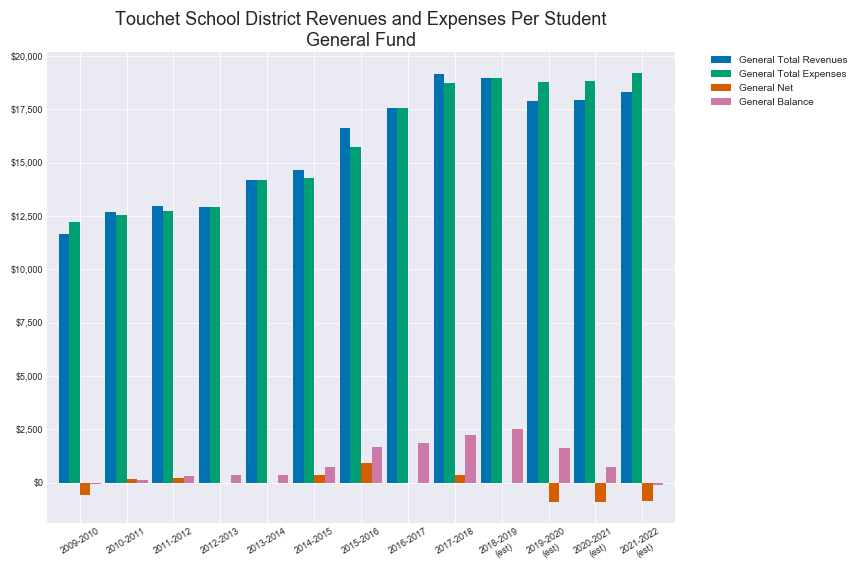 Touchet School District Revenues and Expenses Per Student
General Fund
General Total Revenues
General Total Expenses
General Net
General Balance
$20,000
$17,500
$15,000
$12,500
$10,000
$7,500
$5,000
$2,500
$0
2009-2010
2010-2011
2011-2012
2012-2013
2013-2014
2014-2015
2015-2016
2016-2017
2017-2018
2018-2019
(est)
2019-2020
(est)
2020-2021
(est)
2021-2022
(est)